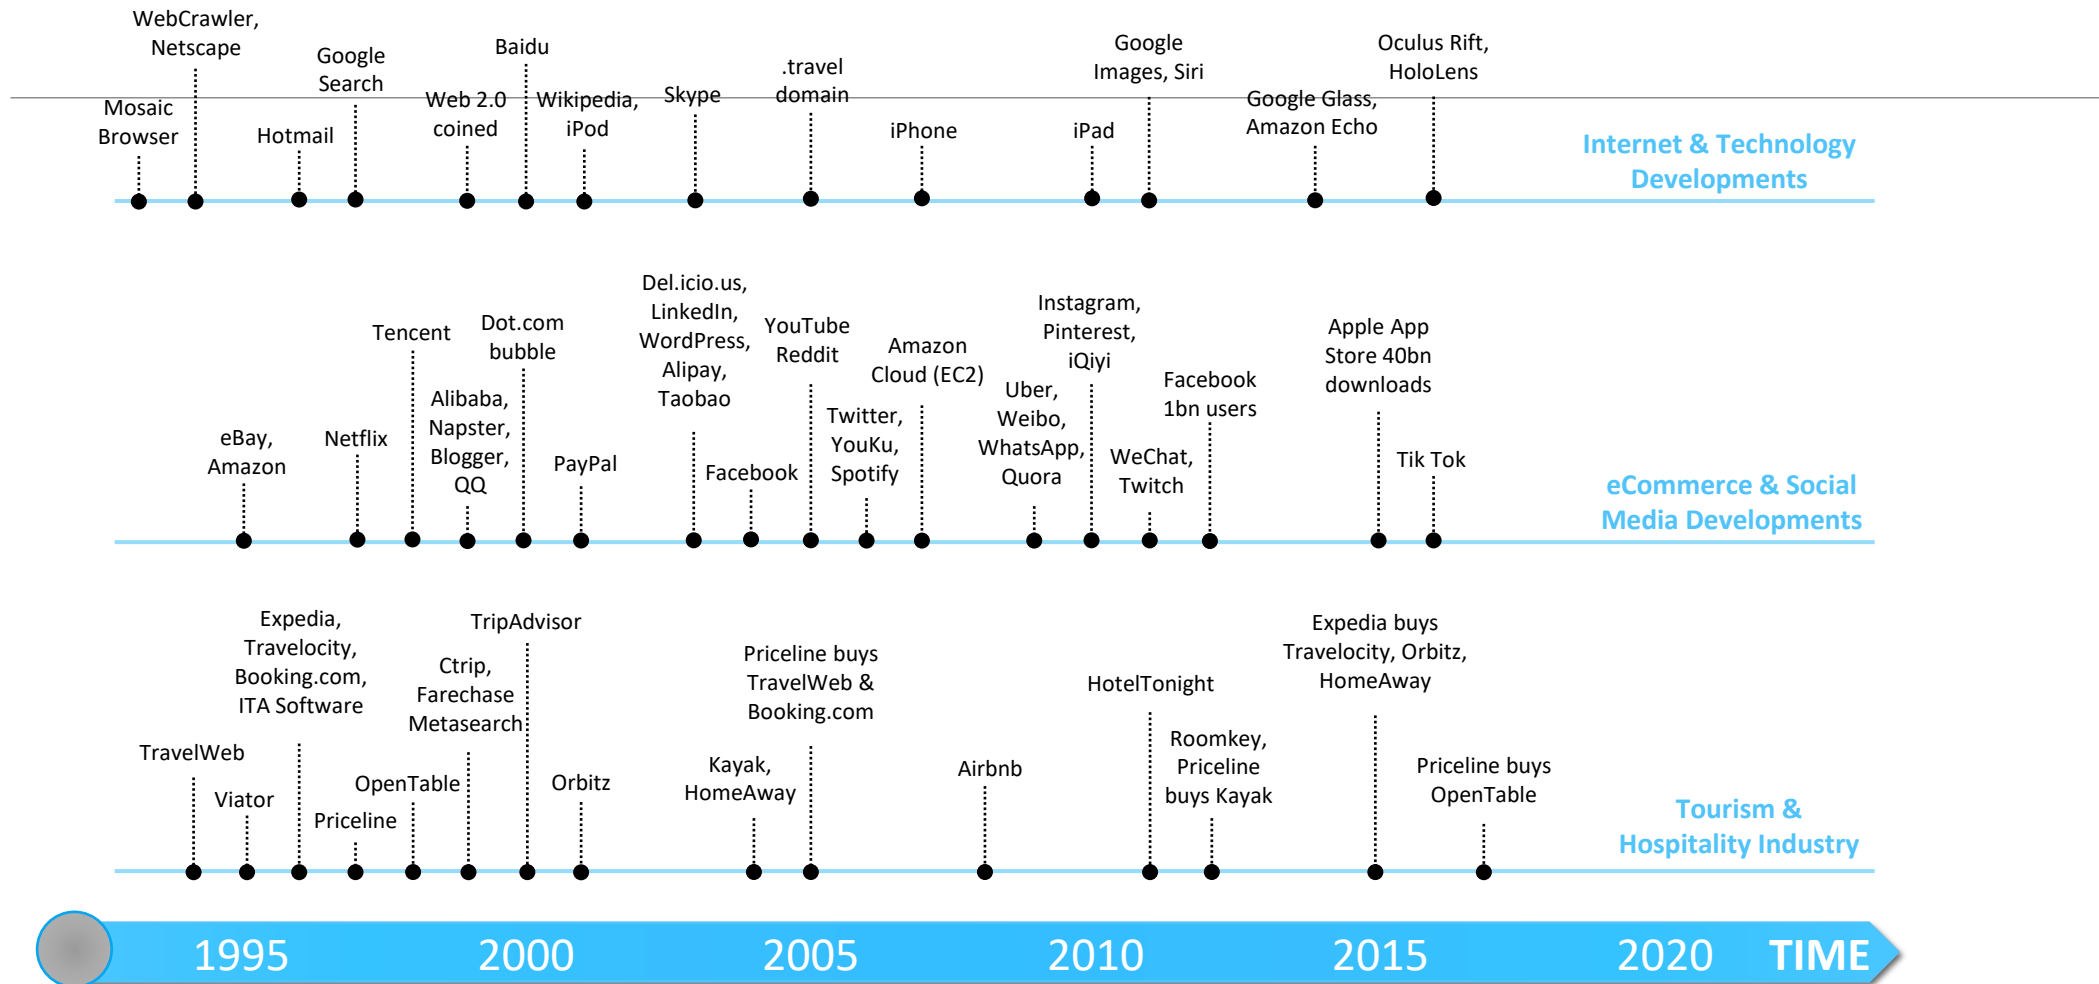 WebCrawler,
Netscape
Mosaic
Browser
Hotmail
Google
Search
Web 2.0
coined
Baidu
Wikipedia,
iPod
Skype
.travel
domain
iPhone
iPad
Google
Images, Siri
Google Glass,
Amazon Echo
Oculus Rift,
HoloLens
Internet & Technology
Developments
eBay,
Amazon
Netflix
Tencent
Alibaba,
Napster,
Blogger,
QQ
Dot.com
bubble
PayPal
Del.icio.us,
LinkedIn,
WordPress,
Alipay,
Taobao
Facebook
YouTube
Reddit
Twitter,
YouKu,
Spotify
Amazon
Cloud (EC2)
Uber,
Weibo,
WhatsApp,
Quora
Instagram,
Pinterest,
iQiyi
WeChat,
Twitch
Facebook
1bn users
Apple App
Store 40bn
downloads
Tik Tok
eCommerce & Social
Media Developments
TravelWeb
Viator
Expedia,
Travelocity,
Booking.com,
ITA Software
Priceline
OpenTable
Ctrip,
Farechase
Metasearch
TripAdvisor
Orbitz
Kayak,
HomeAway
Priceline buys
TravelWeb &
Booking.com
Airbnb
HotelTonight
Roomkey,
Priceline
buys Kayak
Expedia buys
Travelocity, Orbitz,
HomeAway
Priceline buys
OpenTable
Tourism &
Hospitality Industry
1995 2000 2005 2010 2015 2020 TIME